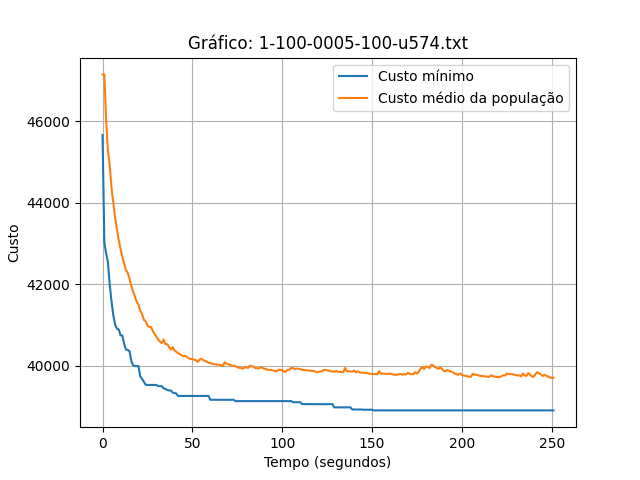 Gráfico: 1-100-0005-100-u574.txt
Custo mínimo
Custo médio da população
46000
44000
42000
40000
Custo
0 50 100 150 200 250
Tempo (segundos)